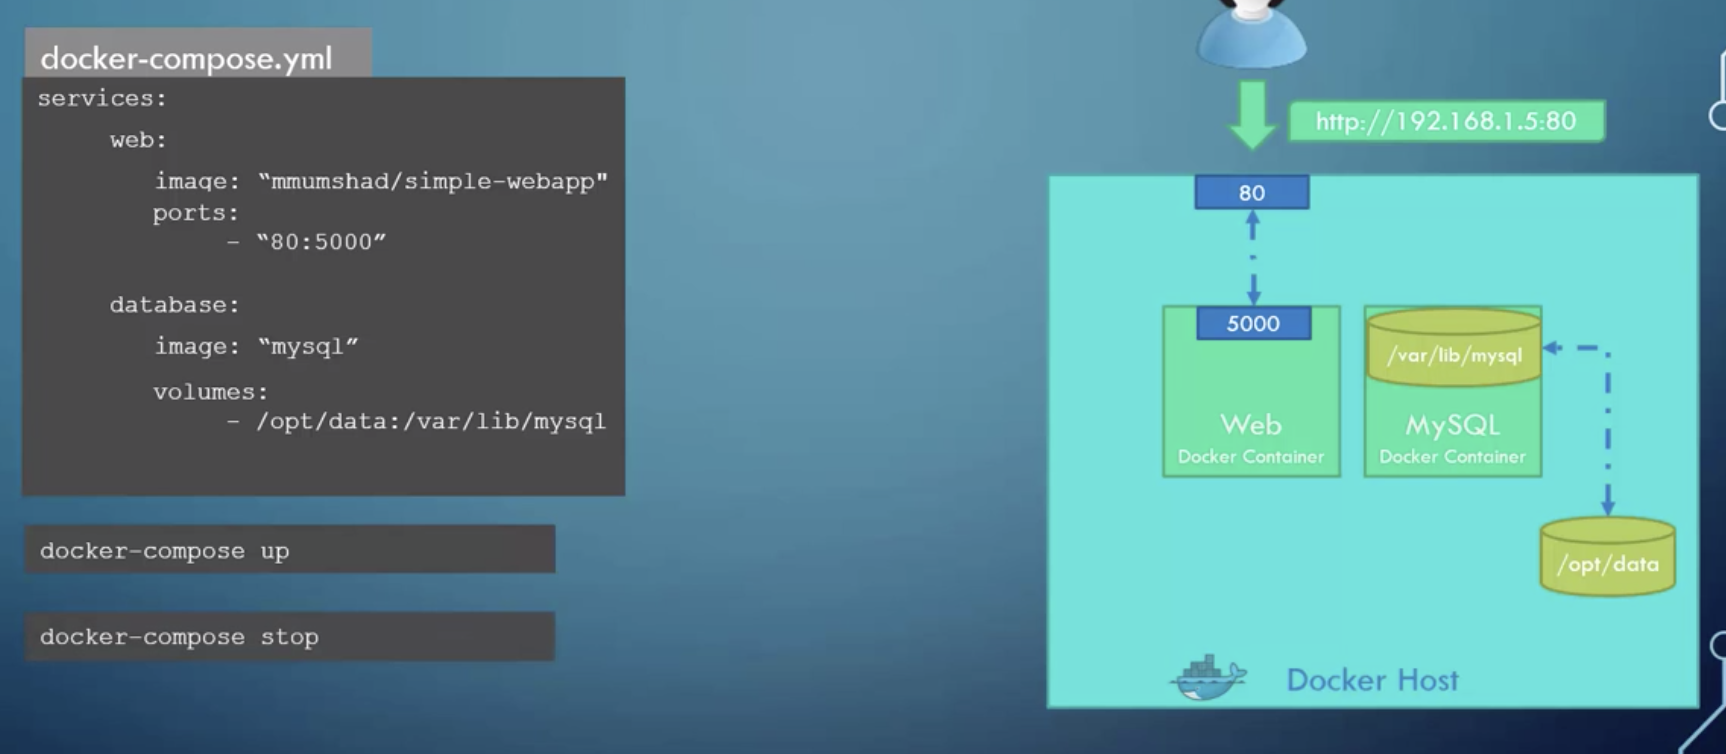 docker-compose.yml
services:
web:
image: “mmumshad/simple-webapp"
ports:
- “80:5000”
database:
image: “mysql”
volumes:
- /opt/data:/var/lib/mysql
docker-compose up
docker-compose stop
http://192.168.1.5:80
80
5000
/var/lib/mysql
Web
Docker Container
MySQL
Docker Container
/opt/data
Docker Host